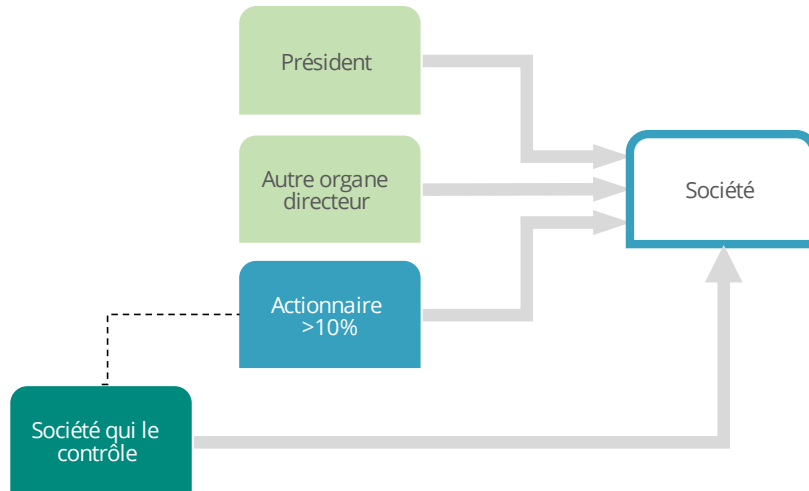 Président
Autre organe
directeur
Société
Actionnaire
>10%
Société qui le
contrôle